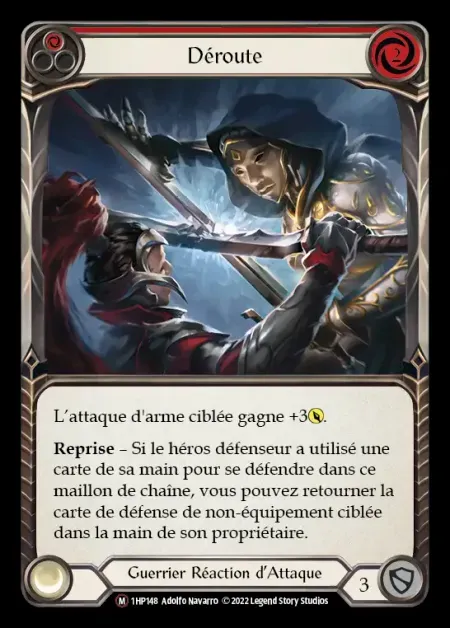 Déroute
2
L'attaque d'arme ciblée gagne +3.
Reprise – Si le héros défenseur a utilisé une
carte de sa main pour se défendre dans ce
maillon de chaîne, vous pouvez retourner la
carte de défense de non-équipement ciblée
dans la main de son propriétaire.
Guerrier Réaction d'Attaque
3
M 1HP148 Adolfo Navarro © 2022 Legend Story Studios